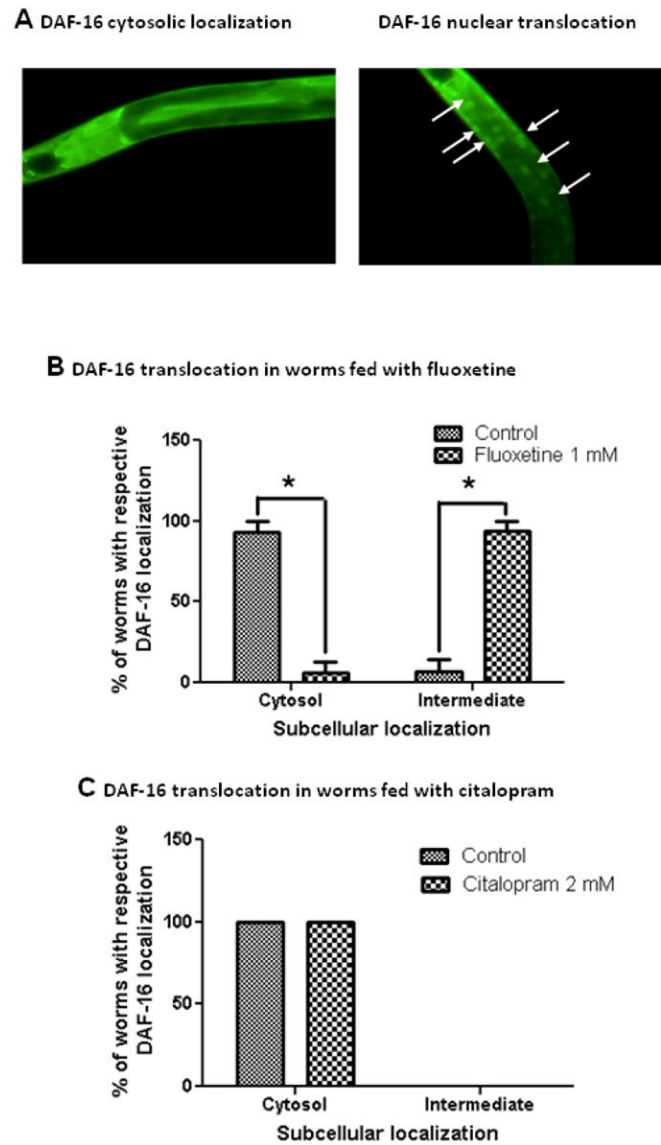 A DAF-16 cytosolic localization
DAF-16 nuclear translocation
B DAF-16 translocation in worms fed with fluoxetine
% of worms with respective
DAF-16 localization
150
100
50
0
Control
Fluoxetine 1 mM
*
*
Cytosol
Intermediate
Subcellular localization
C DAF-16 translocation in worms fed with citalopram
% of worms with respective
DAF-16 localization
150
100
50
0
Control
Citalopram 2 mM
Cytosol
Intermediate
Subcellular localization